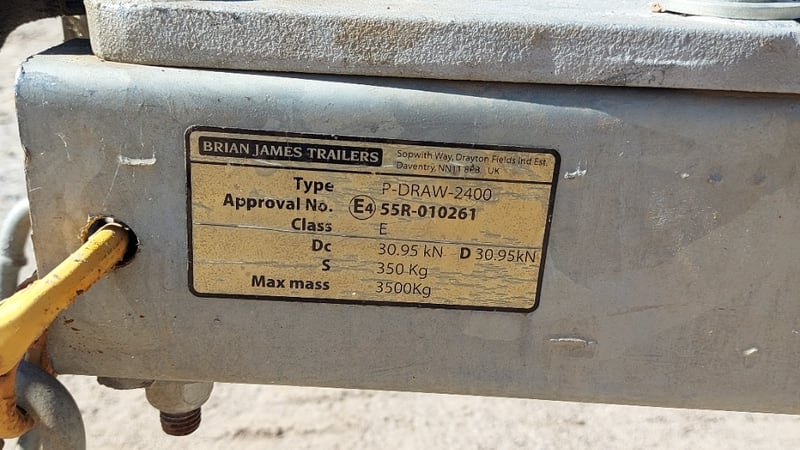 BRIAN JAMES TRAILERS
Sopwith Way, Drayton Fields Ind Est.
Daventry, NN11 8PB UK
Type P-DRAW-2400
Approval No. E4 55R-010261
Class E
Dc 30.95 kN D 30.95kN
S 350 Kg
Max mass 3500Kg